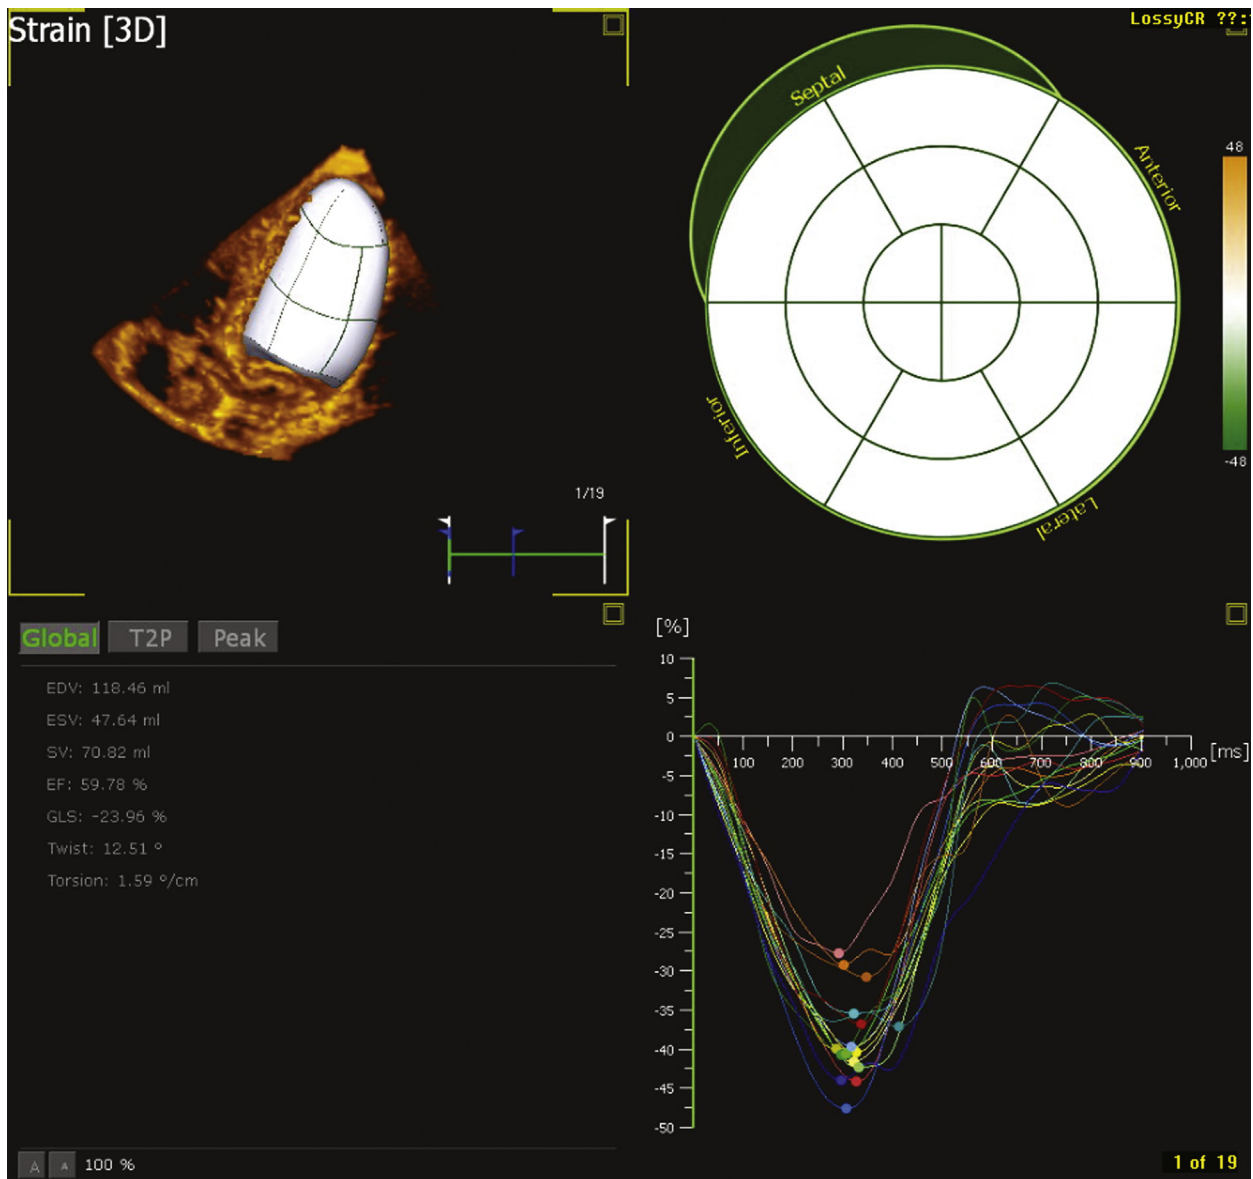 Strain [3D]
LossyCR ??:
Septal
Anterior
Inferior
Lateral
48
-48
1/19
Global T2P Peak
EDV: 118.46 ml
ESV: 47.64 ml
SV: 70.82 ml
EF: 59.78 %
GLS: -23.96 %
Twist: 12.51 º
Torsion: 1.59 º/cm
A A 100 %
[%]
10
5
0
-5
-10
-15
-20
-25
-30
-35
-40
-45
-50
100 200 300 400 500 600 700 800 900 1,000 [ms]
1 of 19